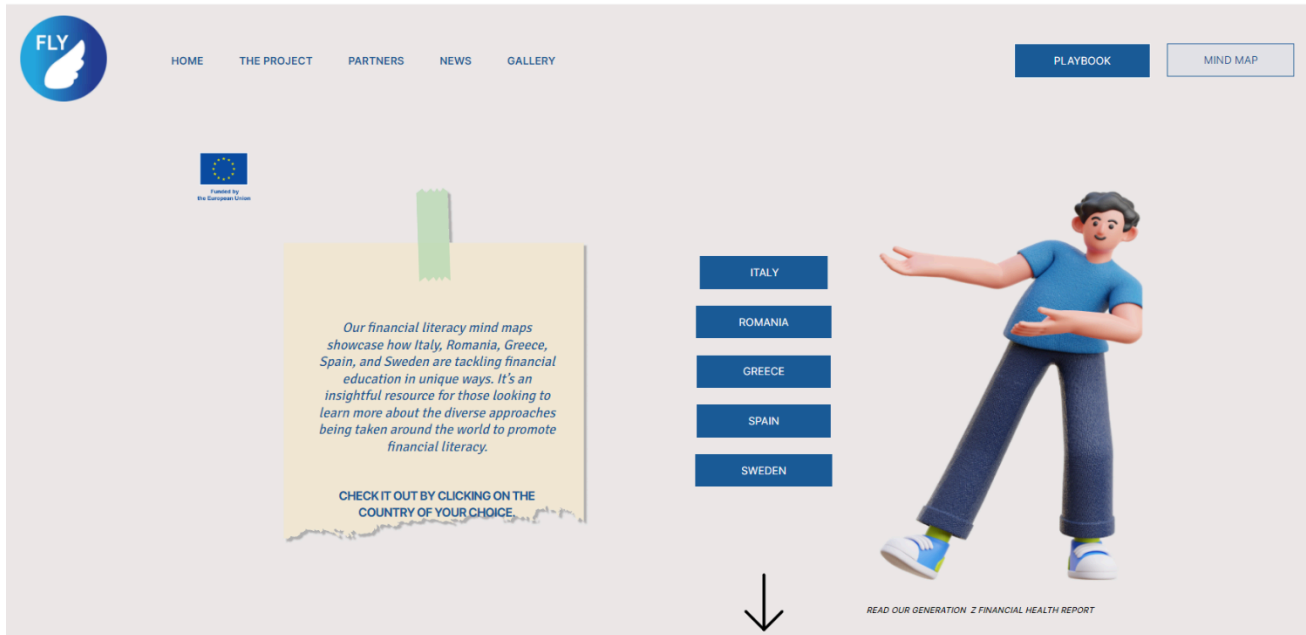 FLY
HOME
THE PROJECT
PARTNERS
NEWS
GALLERY
PLAYBOOK
MIND MAP
Funded by
the European Union
Our financial literacy mind maps
showcase how Italy, Romania, Greece,
Spain, and Sweden are tackling financial
education in unique ways. It's an
insightful resource for those looking to
learn more about the diverse approaches
being taken around the world to promote
financial literacy.
CHECK IT OUT BY CLICKING ON THE
COUNTRY OF YOUR CHOICE.
ITALY
ROMANIA
GREECE
SPAIN
SWEDEN
READ OUR GENERATION Z FINANCIAL HEALTH REPORT